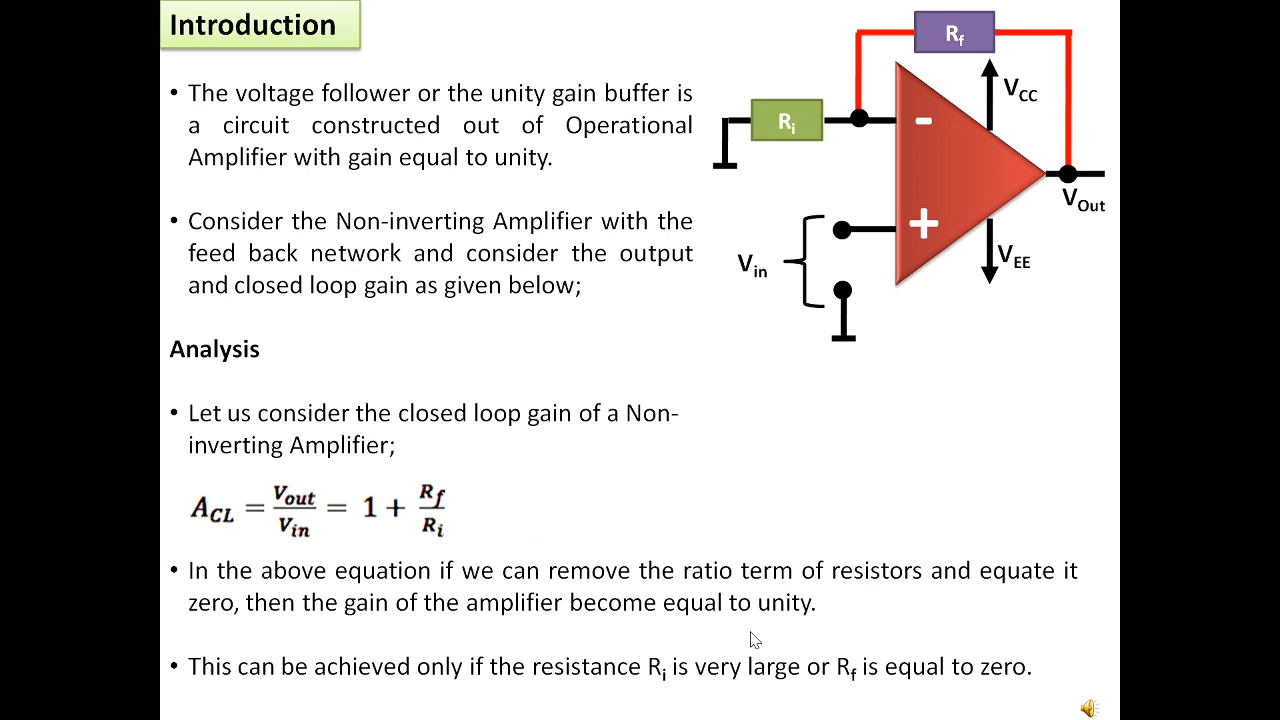 Introduction
• The voltage follower or the unity gain buffer is
a circuit constructed out of Operational
Amplifier with gain equal to unity.
• Consider the Non-inverting Amplifier with the
feed back network and consider the output
and closed loop gain as given below;
Analysis
• Let us consider the closed loop gain of a Non-
inverting Amplifier;
A_CL = V_out/V_in = 1 + R_f/R_i
• In the above equation if we can remove the ratio term of resistors and equate it
zero, then the gain of the amplifier become equal to unity.
• This can be achieved only if the resistance R_i is very large or R_f is equal to zero.
R_f
V_CC
R_i
-
V_Out
+
V_in
V_EE